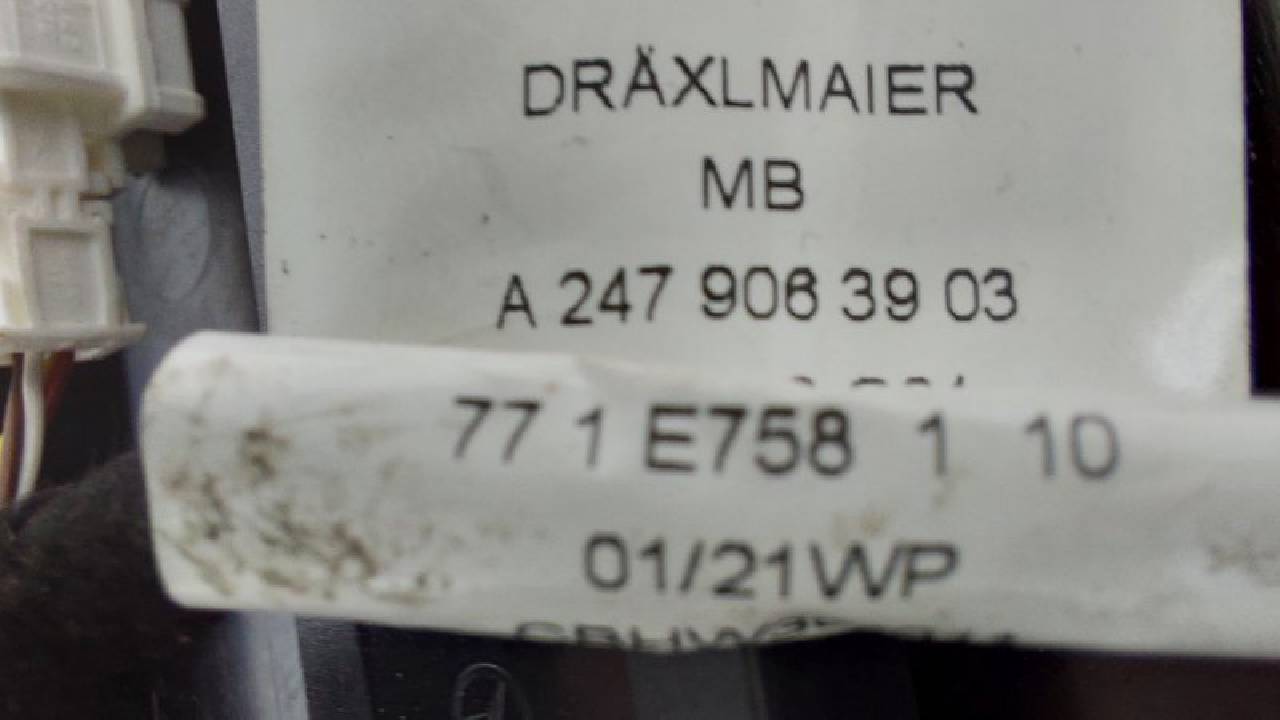 DRÄXLMAIER
MB
A 247 906 39 03
77 1 E758 1 10
01/21WP